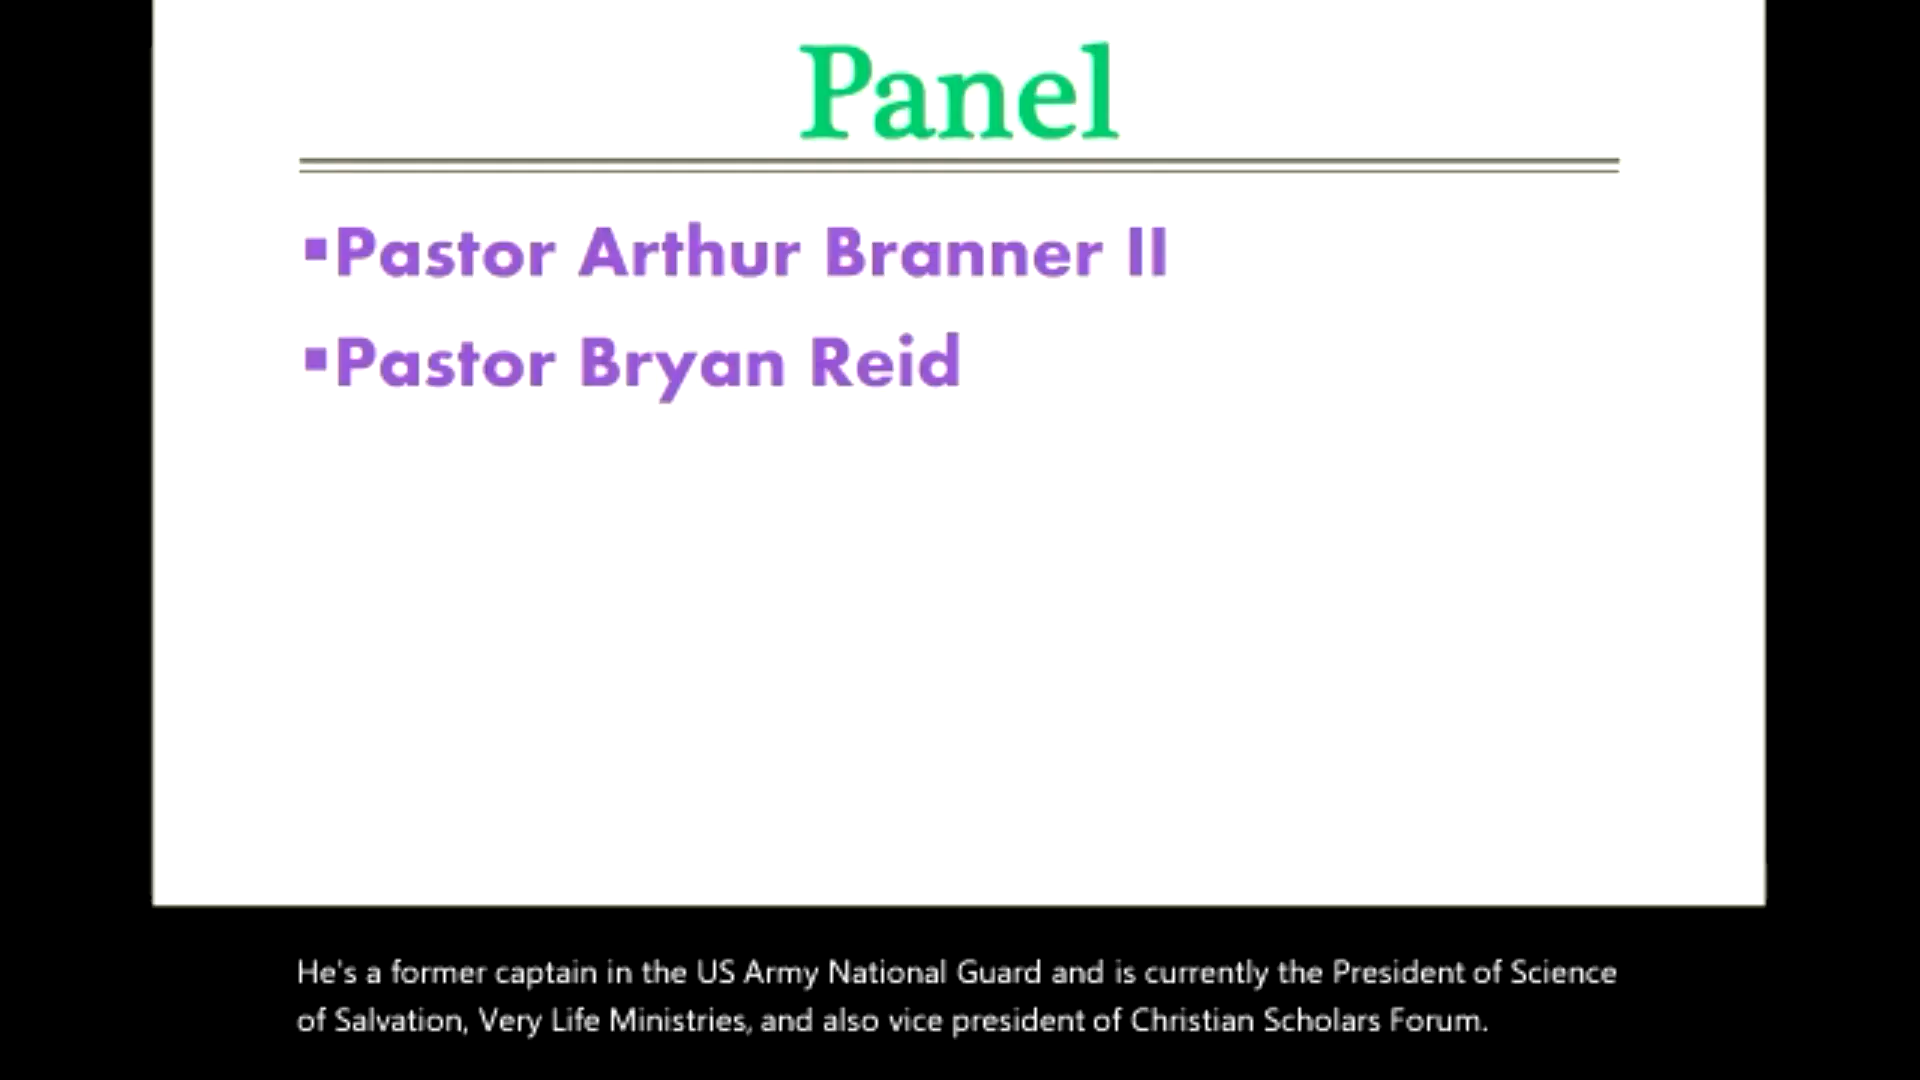 Panel
▪Pastor Arthur Branner II
▪Pastor Bryan Reid
He's a former captain in the US Army National Guard and is currently the President of Science
of Salvation, Very Life Ministries, and also vice president of Christian Scholars Forum.